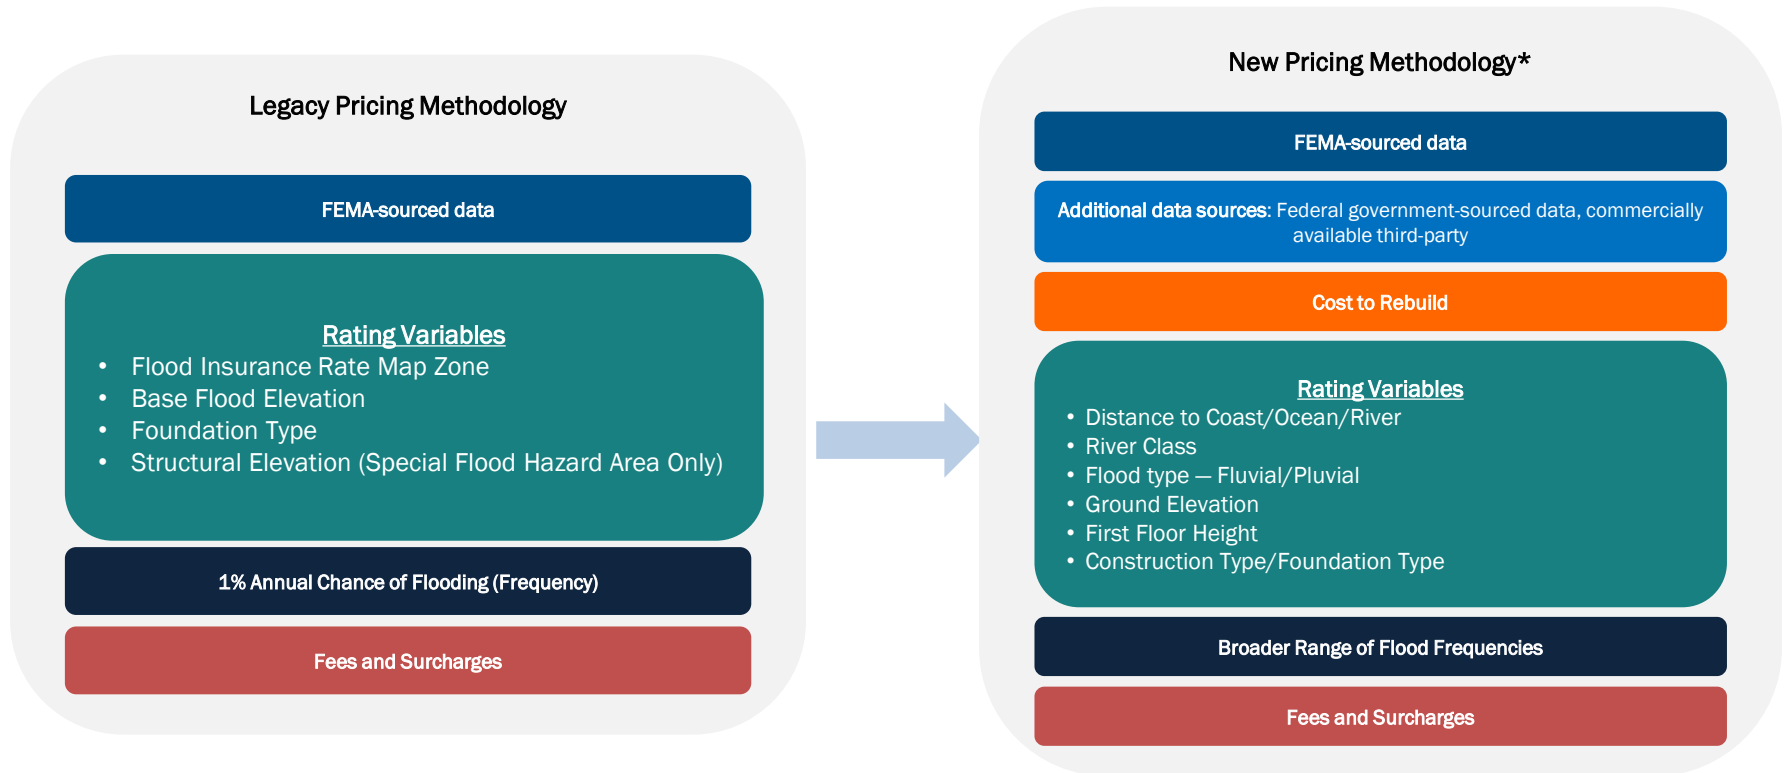 Legacy Pricing Methodology
FEMA-sourced data
Rating Variables
• Flood Insurance Rate Map Zone
• Base Flood Elevation
• Foundation Type
• Structural Elevation (Special Flood Hazard Area Only)
1% Annual Chance of Flooding (Frequency)
Fees and Surcharges
New Pricing Methodology*
FEMA-sourced data
Additional data sources: Federal government-sourced data, commercially
available third-party
Cost to Rebuild
Rating Variables
• Distance to Coast/Ocean/River
• River Class
• Flood type — Fluvial/Pluvial
• Ground Elevation
• First Floor Height
• Construction Type/Foundation Type
Broader Range of Flood Frequencies
Fees and Surcharges